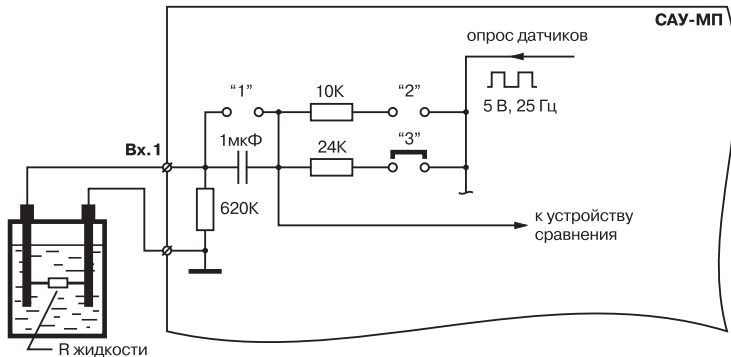 САУ-МП
опрос датчиков
5 В, 25 Гц
“1”
10К
“2”
1мкФ
24К
“3”
Вх.1
620К
к устройству
сравнения
R жидкости